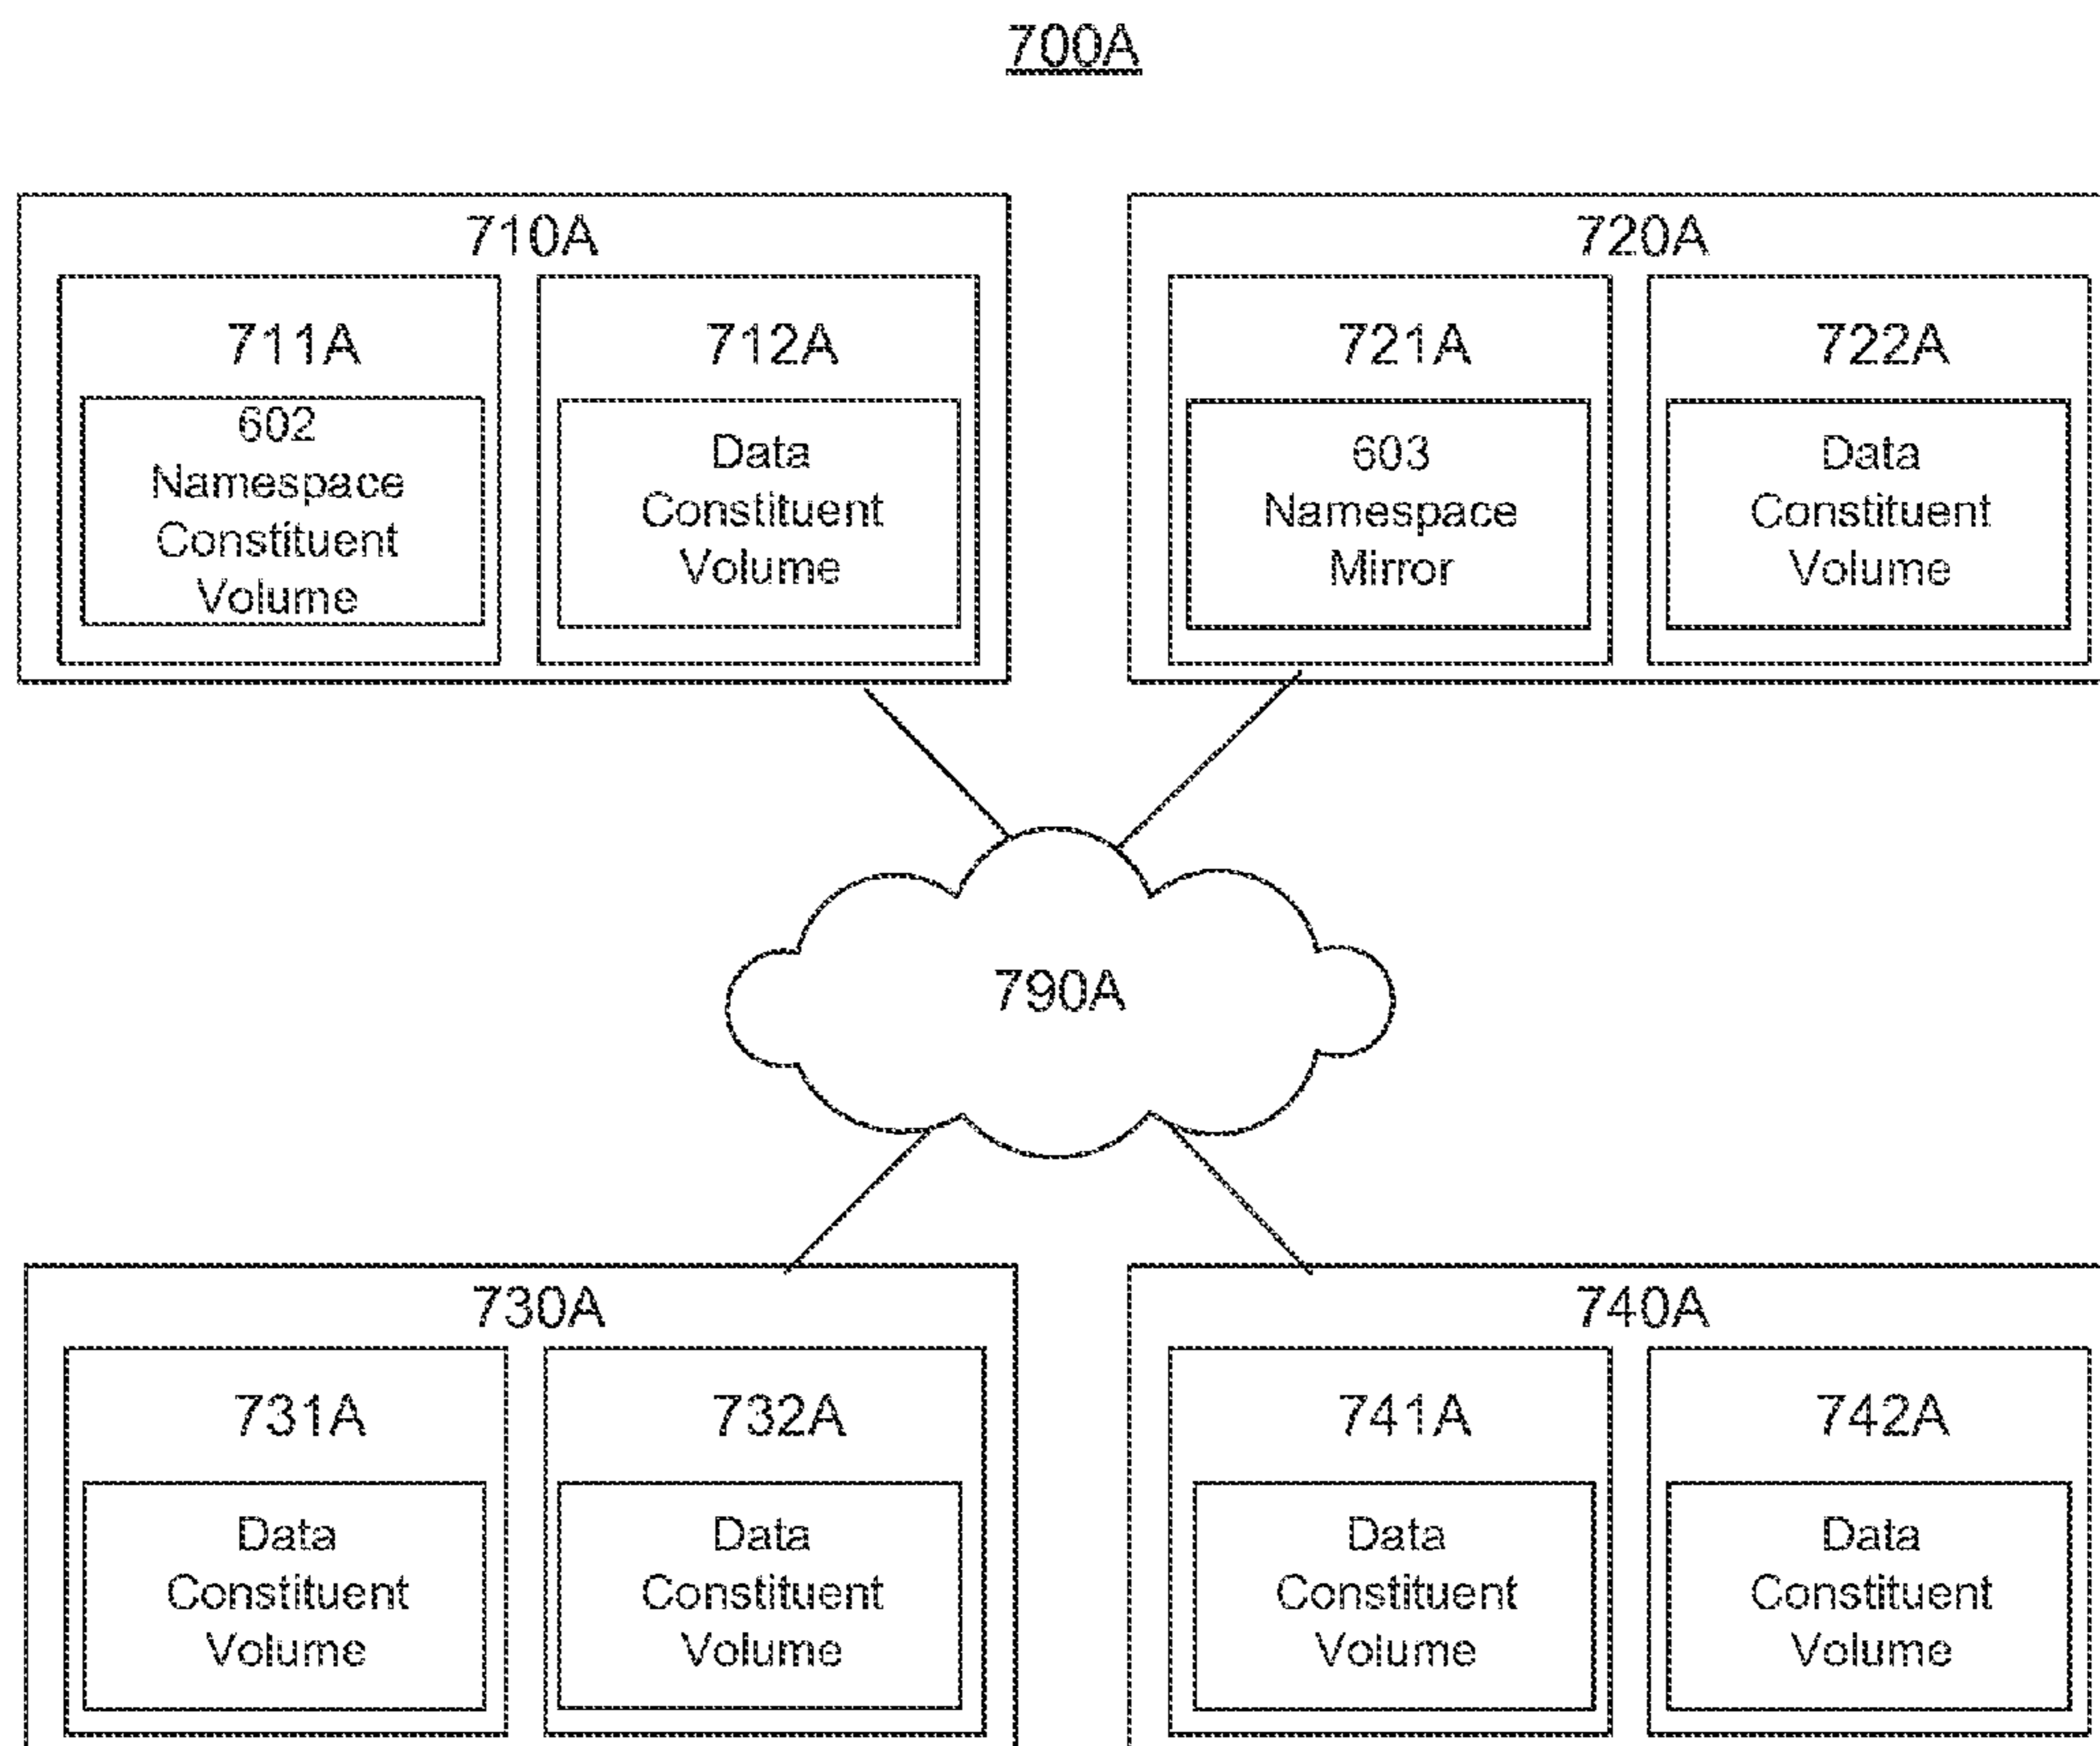 700A
710A
711A
602
Namespace
Constituent
Volume
712A
Data
Constituent
Volume
720A
721A
603
Namespace
Mirror
722A
Data
Constituent
Volume
790A
730A
731A
Data
Constituent
Volume
732A
Data
Constituent
Volume
740A
741A
Data
Constituent
Volume
742A
Data
Constituent
Volume